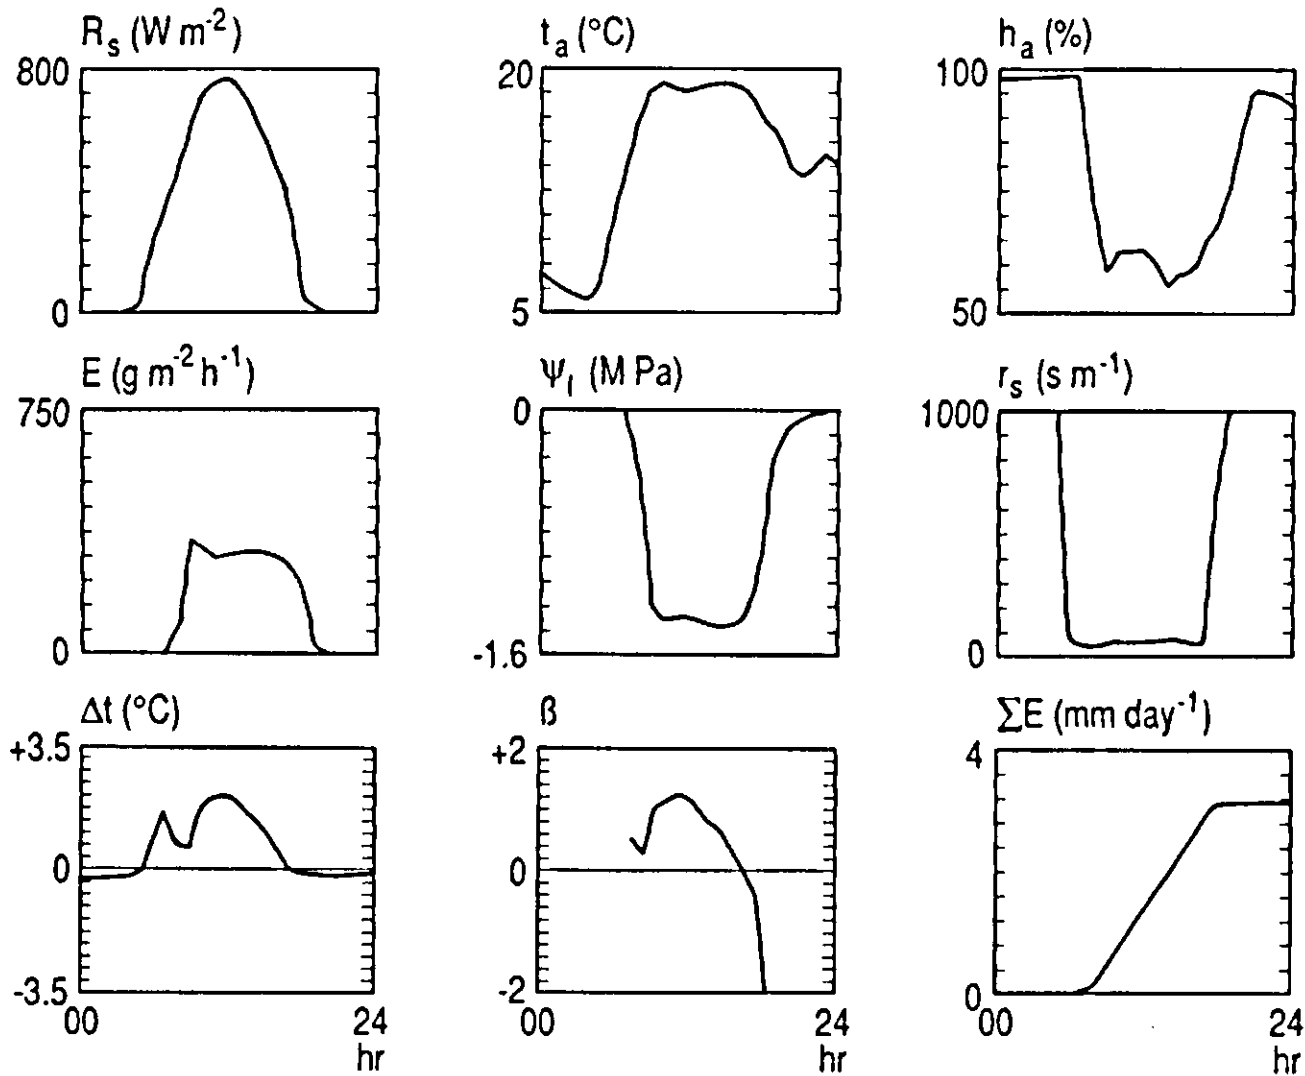 R_s (W m^-2) t_a (°C) h_a (%)
800 20 100
0 5 50
E (g m^-2 h^-1) Ψ_l (M Pa) r_s (s m^-1)
750 0 1000
0 -1.6 0
Δt (°C) ß ∑E (mm day^-1)
+3.5 +2 4
0 0
-3.5 -2 0
00 24 00 24 00 24
hr hr hr